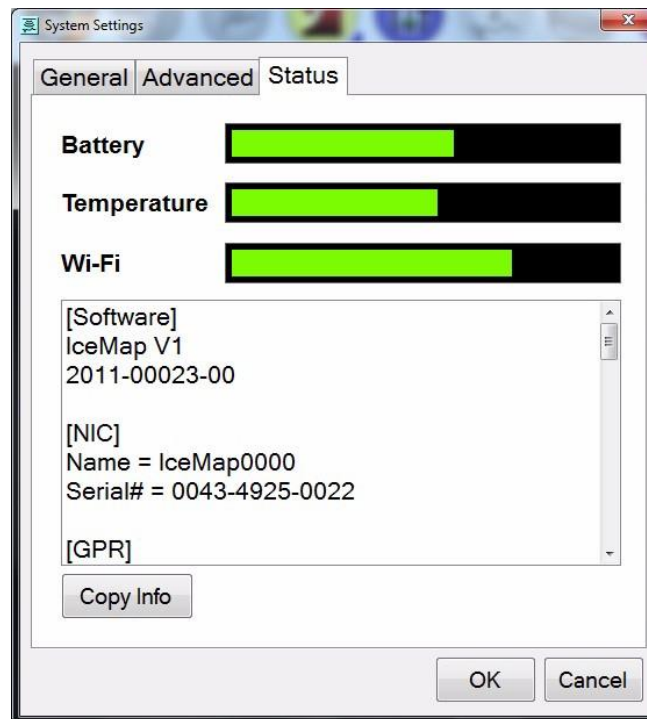 System Settings
General Advanced Status
Battery
Temperature
Wi-Fi
[Software]
IceMap V1
2011-00023-00
[NIC]
Name = IceMap0000
Serial# = 0043-4925-0022
[GPR]
Copy Info
OK Cancel